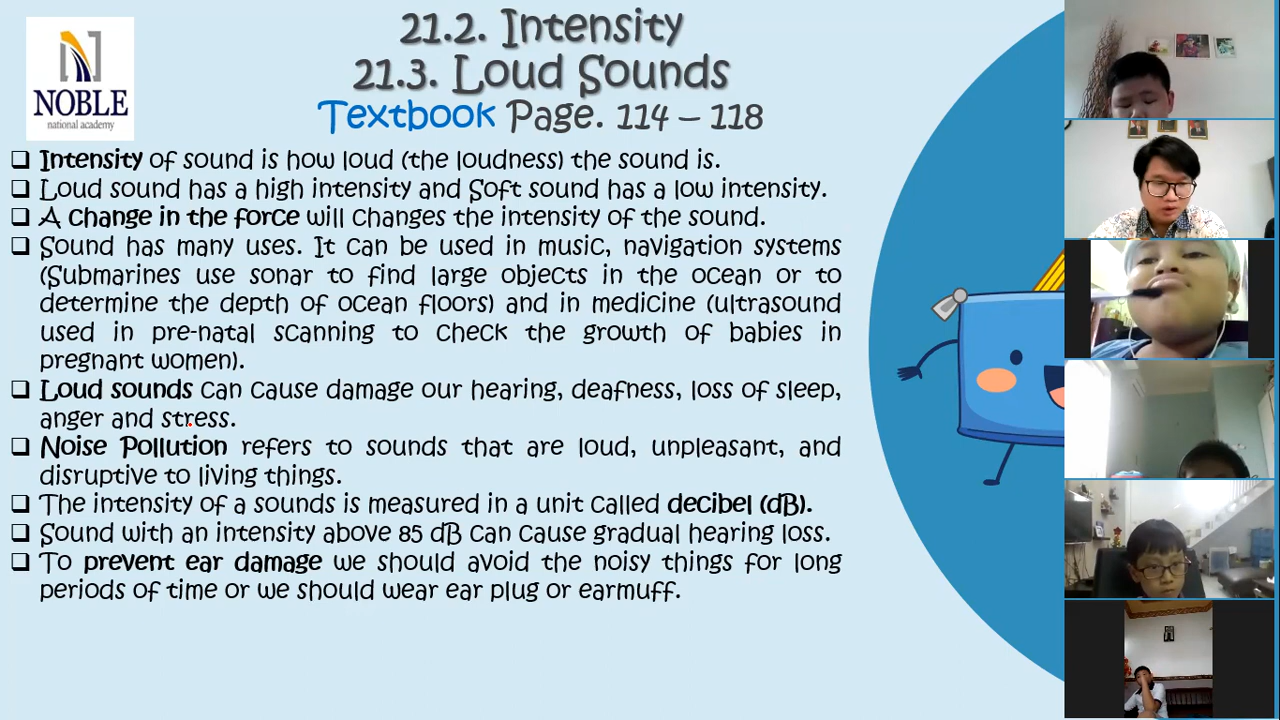 21.2. Intensity
21.3. Loud Sounds
Textbook Page. 114 – 118
NOBLE
national academy
❑ Intensity of sound is how loud (the loudness) the sound is.
❑ Loud sound has a high intensity and Soft sound has a low intensity.
❑ A change in the force will changes the intensity of the sound.
❑ Sound has many uses. It can be used in music, navigation systems
(Submarines use sonar to find large objects in the ocean or to
determine the depth of ocean floors) and in medicine (ultrasound
used in pre-natal scanning to check the growth of babies in
pregnant women).
❑ Loud sounds can cause damage our hearing, deafness, loss of sleep,
anger and stress.
❑ Noise Pollution refers to sounds that are loud, unpleasant, and
disruptive to living things.
❑ The intensity of a sounds is measured in a unit called decibel (dB).
❑ Sound with an intensity above 85 dB can cause gradual hearing loss.
❑ To prevent ear damage we should avoid the noisy things for long
periods of time or we should wear ear plug or earmuff.